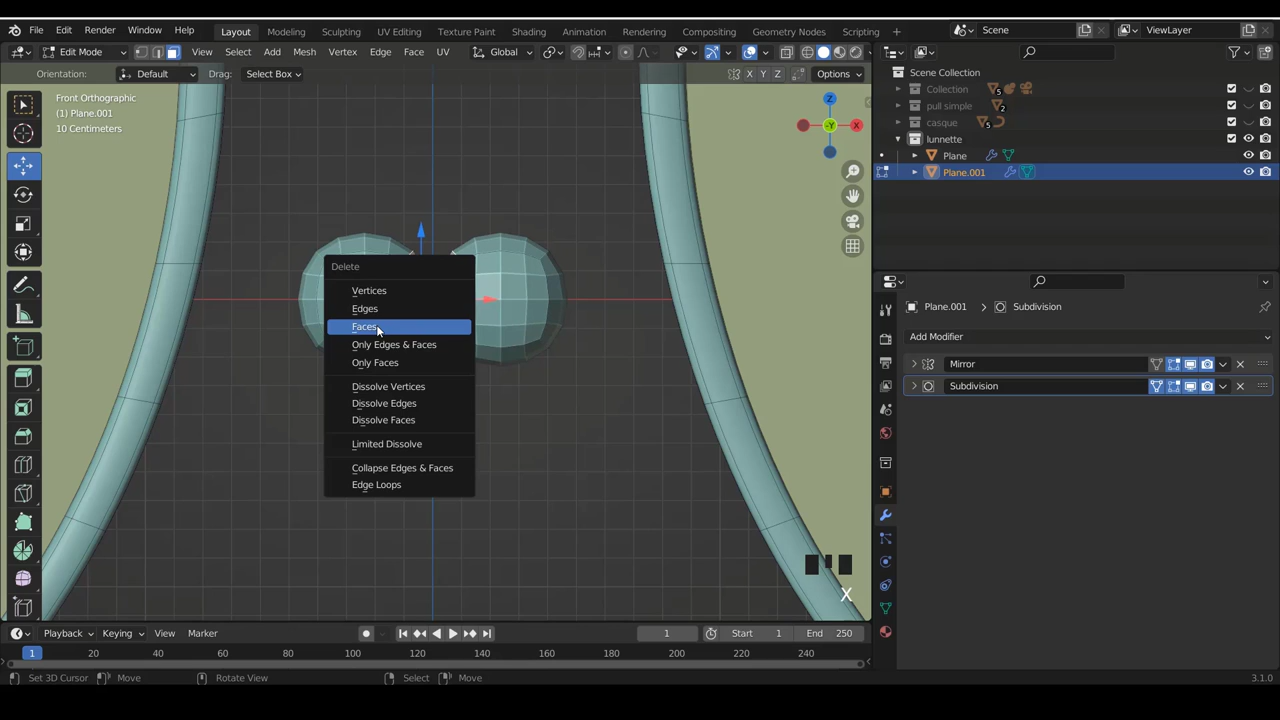 File Edit Render Window Help Layout Modeling Sculpting UV Editing Texture Paint Shading Animation Rendering Compositing Geometry Nodes Scripting Scene ViewLayer
Edit Mode View Select Add Mesh Vertex Edge Face UV Global
Orientation: Default Drag: Select Box X Y Z Options
Front Orthographic
(1) Plane.001
10 Centimeters
Z
X
-Y
Delete
Vertices
Edges
Faces
Only Edges & Faces
Only Faces
Dissolve Vertices
Dissolve Edges
Dissolve Faces
Limited Dissolve
Collapse Edges & Faces
Edge Loops
X
Scene Collection
Collection 5
pull simple 2
casque 5
lunnette
Plane
Plane.001
Plane.001 Subdivision
Add Modifier
Mirror
Subdivision
Playback Keying View Marker 1 Start 1 End 250
1 20 40 60 80 100 120 140 160 180 200 220 240
Set 3D Cursor Move Rotate View Select Move 3.1.0